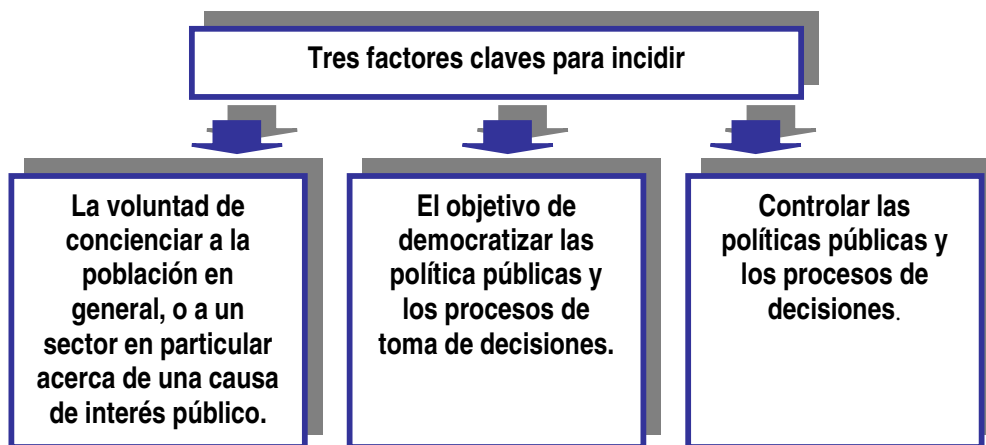 Tres factores claves para incidir
La voluntad de
concienciar a la
población en
general, o a un
sector en particular
acerca de una causa
de interés público.
El objetivo de
democratizar las
política públicas y
los procesos de
toma de decisiones.
Controlar las
políticas públicas y
los procesos de
decisiones.